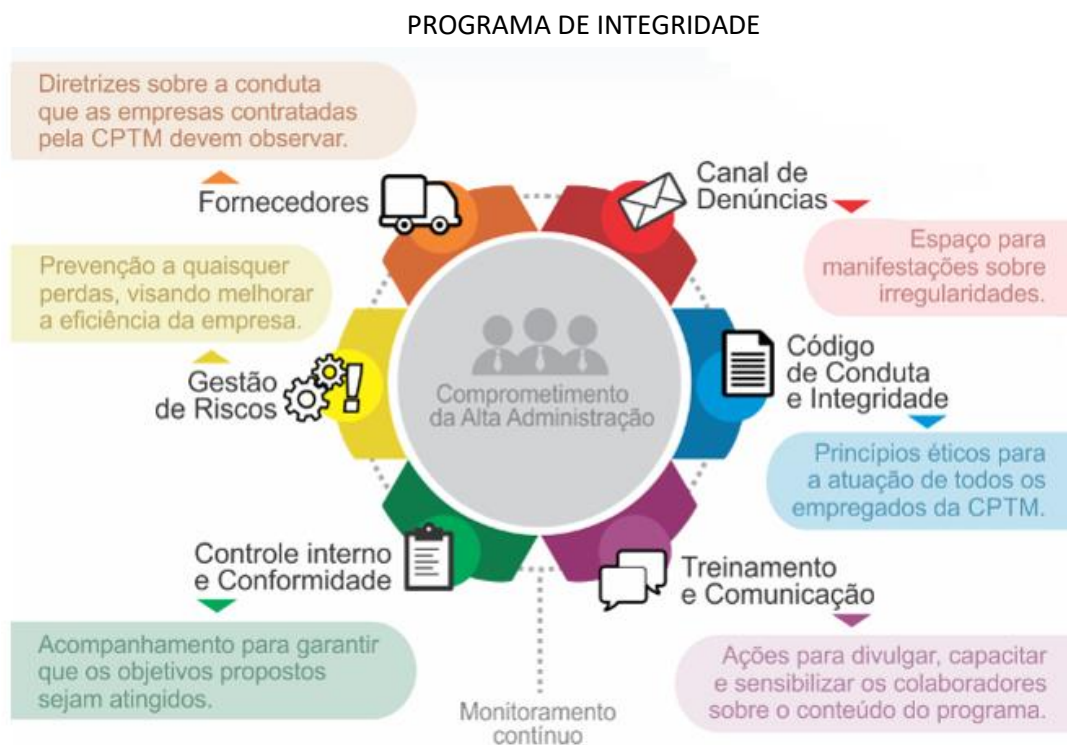 PROGRAMA DE INTEGRIDADE
Diretrizes sobre a conduta
que as empresas contratadas
pela CPTM devem observar.
Fornecedores
Canal de
Denúncias
Espaço para
manifestações sobre
irregularidades.
Prevenção a quaisquer
perdas, visando melhorar
a eficiência da empresa.
Gestão
de Riscos
Comprometimento
da Alta Administração
Código
de Conduta
e Integridade
Princípios éticos para
a atuação de todos os
empregados da CPTM.
Controle interno
e Conformidade
Acompanhamento para garantir
que os objetivos propostos
sejam atingidos.
Treinamento
e Comunicação
Ações para divulgar, capacitar
e sensibilizar os colaboradores
sobre o conteúdo do programa.
Monitoramento
contínuo